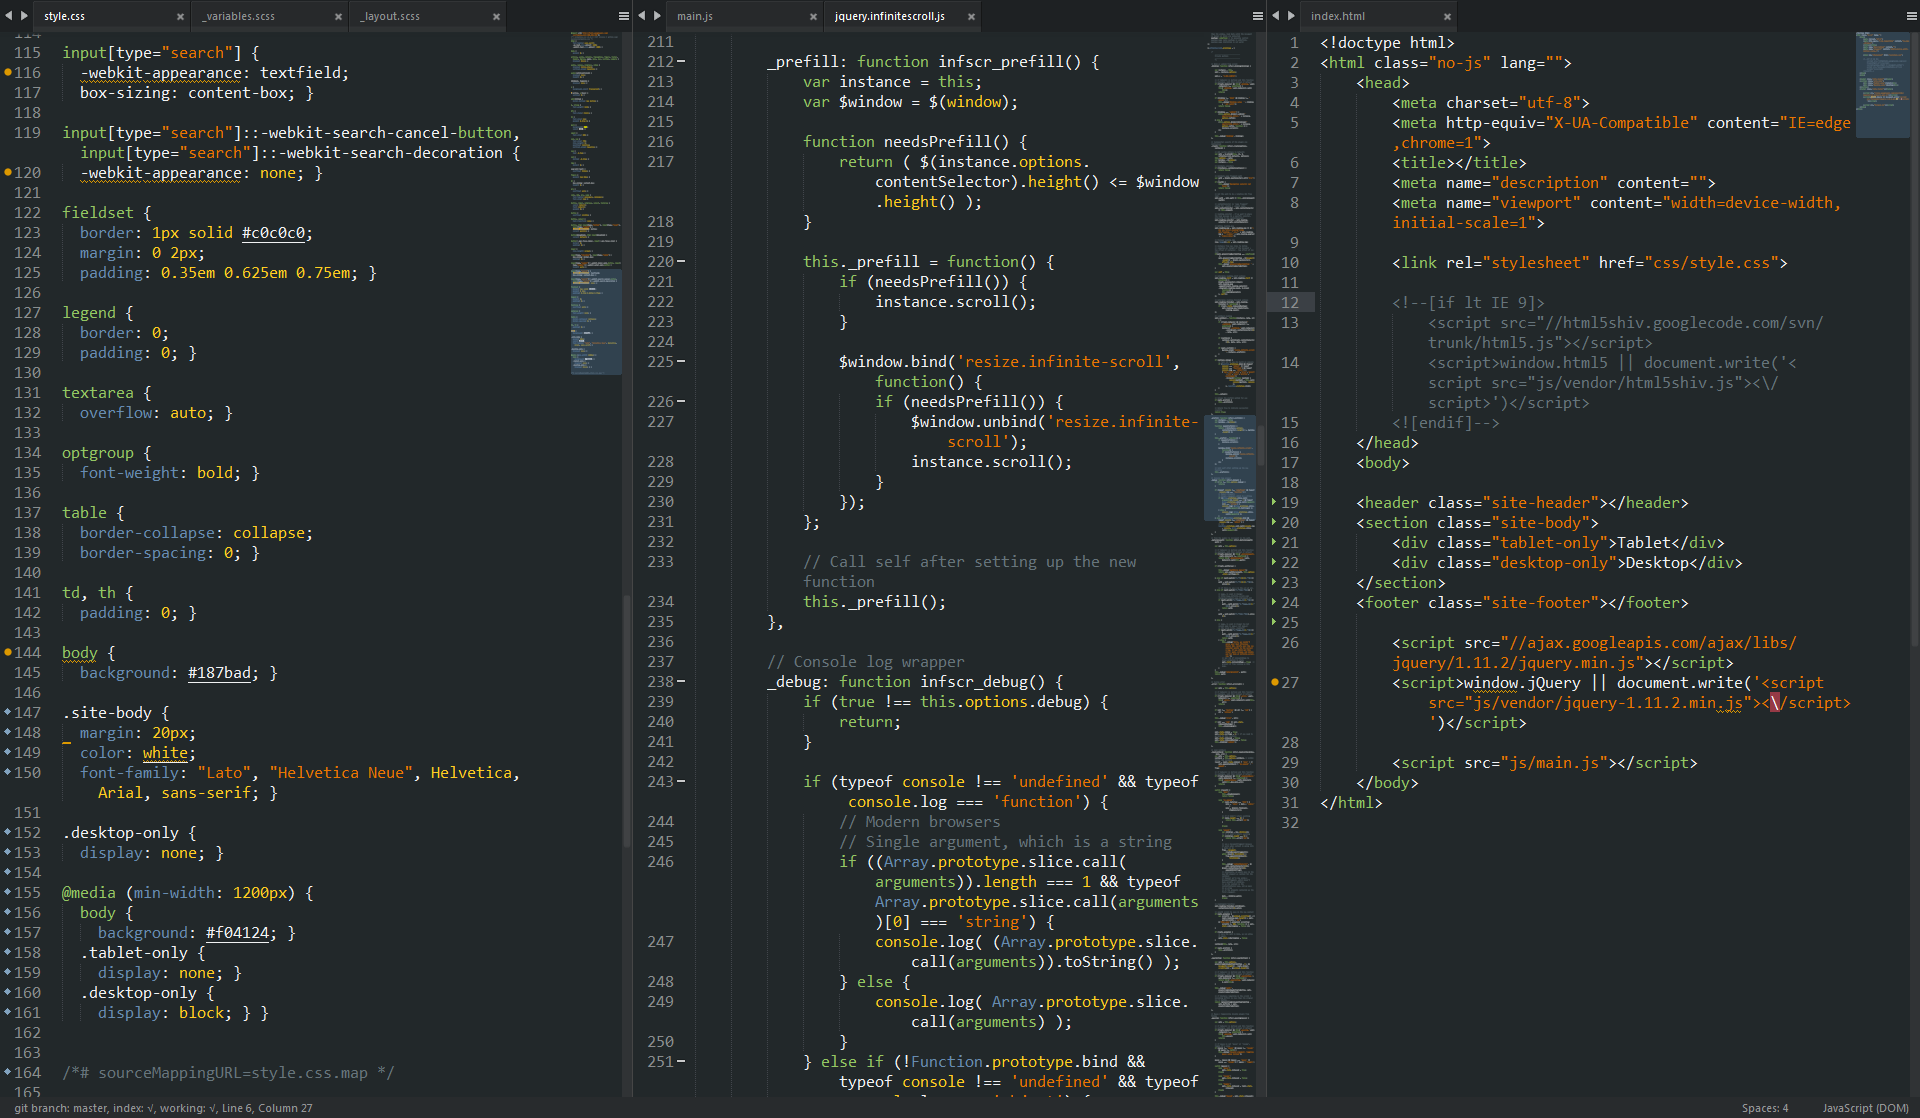 style.css
_variables.scss
_layout.scss
114
115 input[type="search"] {
116 -webkit-appearance: textfield;
117 box-sizing: content-box; }
118
119 input[type="search"]::-webkit-search-cancel-button,
input[type="search"]::-webkit-search-decoration {
120 -webkit-appearance: none; }
121
122 fieldset {
123 border: 1px solid #c0c0c0;
124 margin: 0 2px;
125 padding: 0.35em 0.625em 0.75em; }
126
127 legend {
128 border: 0;
129 padding: 0; }
130
131 textarea {
132 overflow: auto; }
133
134 optgroup {
135 font-weight: bold; }
136
137 table {
138 border-collapse: collapse;
139 border-spacing: 0; }
140
141 td, th {
142 padding: 0; }
143
144 body {
145 background: #187bad; }
146
147 .site-body {
148 margin: 20px;
149 color: white;
150 font-family: "Lato", "Helvetica Neue", Helvetica,
Arial, sans-serif; }
151
152 .desktop-only {
153 display: none; }
154
155 @media (min-width: 1200px) {
156 body {
157 background: #f04124; }
158 .tablet-only {
159 display: none; }
160 .desktop-only {
161 display: block; } }
162
163
164 /*# sourceMappingURL=style.css.map */
165
main.js
jquery.infinitescroll.js
211
212 _prefill: function infscr_prefill() {
213 var instance = this;
214 var $window = $(window);
215
216 function needsPrefill() {
217 return ( $(instance.options.
contentSelector).height() <= $window
.height() );
218 }
219
220 this._prefill = function() {
221 if (needsPrefill()) {
222 instance.scroll();
223 }
224
225 $window.bind('resize.infinite-scroll',
function() {
226 if (needsPrefill()) {
227 $window.unbind('resize.infinite-
scroll');
228 instance.scroll();
229 }
230 });
231 };
232
233 // Call self after setting up the new
function
234 this._prefill();
235 },
236
237 // Console log wrapper
238 _debug: function infscr_debug() {
239 if (true !== this.options.debug) {
240 return;
241 }
242
243 if (typeof console !== 'undefined' && typeof
console.log === 'function') {
244 // Modern browsers
245 // Single argument, which is a string
246 if ((Array.prototype.slice.call(
arguments)).length === 1 && typeof
Array.prototype.slice.call(arguments
)[0] === 'string') {
247 console.log( (Array.prototype.slice.
call(arguments)).toString() );
248 } else {
249 console.log( Array.prototype.slice.
call(arguments) );
250 }
251 } else if (!Function.prototype.bind &&
typeof console !== 'undefined' && typeof
index.html
1 <!doctype html>
2 <html class="no-js" lang="">
3 <head>
4 <meta charset="utf-8">
5 <meta http-equiv="X-UA-Compatible" content="IE=edge
,chrome=1">
6 <title></title>
7 <meta name="description" content="">
8 <meta name="viewport" content="width=device-width,
initial-scale=1">
9
10 <link rel="stylesheet" href="css/style.css">
11
12 <!--[if lt IE 9]>
13 <script src="//html5shiv.googlecode.com/svn/
trunk/html5.js"></script>
14 <script>window.html5 || document.write('<
script src="js/vendor/html5shiv.js"><\/
script>')</script>
15 <![endif]-->
16 </head>
17 <body>
18
19 <header class="site-header"></header>
20 <section class="site-body">
21 <div class="tablet-only">Tablet</div>
22 <div class="desktop-only">Desktop</div>
23 </section>
24 <footer class="site-footer"></footer>
25
26 <script src="//ajax.googleapis.com/ajax/libs/
jquery/1.11.2/jquery.min.js"></script>
27 <script>window.jQuery || document.write('<script
src="js/vendor/jquery-1.11.2.min.js"><\/script>
')</script>
28
29 <script src="js/main.js"></script>
30 </body>
31 </html>
32
git branch: master, index: √, working: √, Line 6, Column 27
Spaces: 4
JavaScript (DOM)